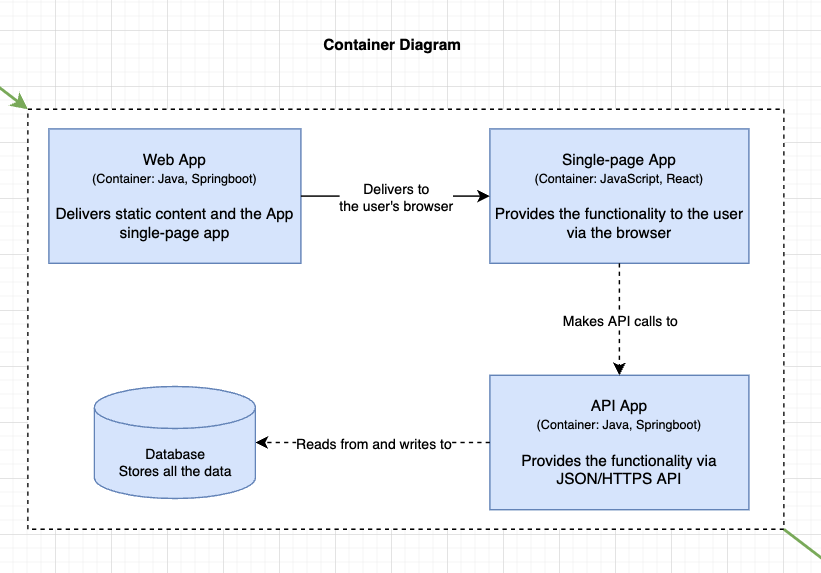 Container Diagram
Web App
(Container: Java, Springboot)
Delivers static content and the App
single-page app
Delivers to
the user's browser
Single-page App
(Container: JavaScript, React)
Provides the functionality to the user
via the browser
Makes API calls to
API App
(Container: Java, Springboot)
Provides the functionality via
JSON/HTTPS API
Reads from and writes to
Database
Stores all the data